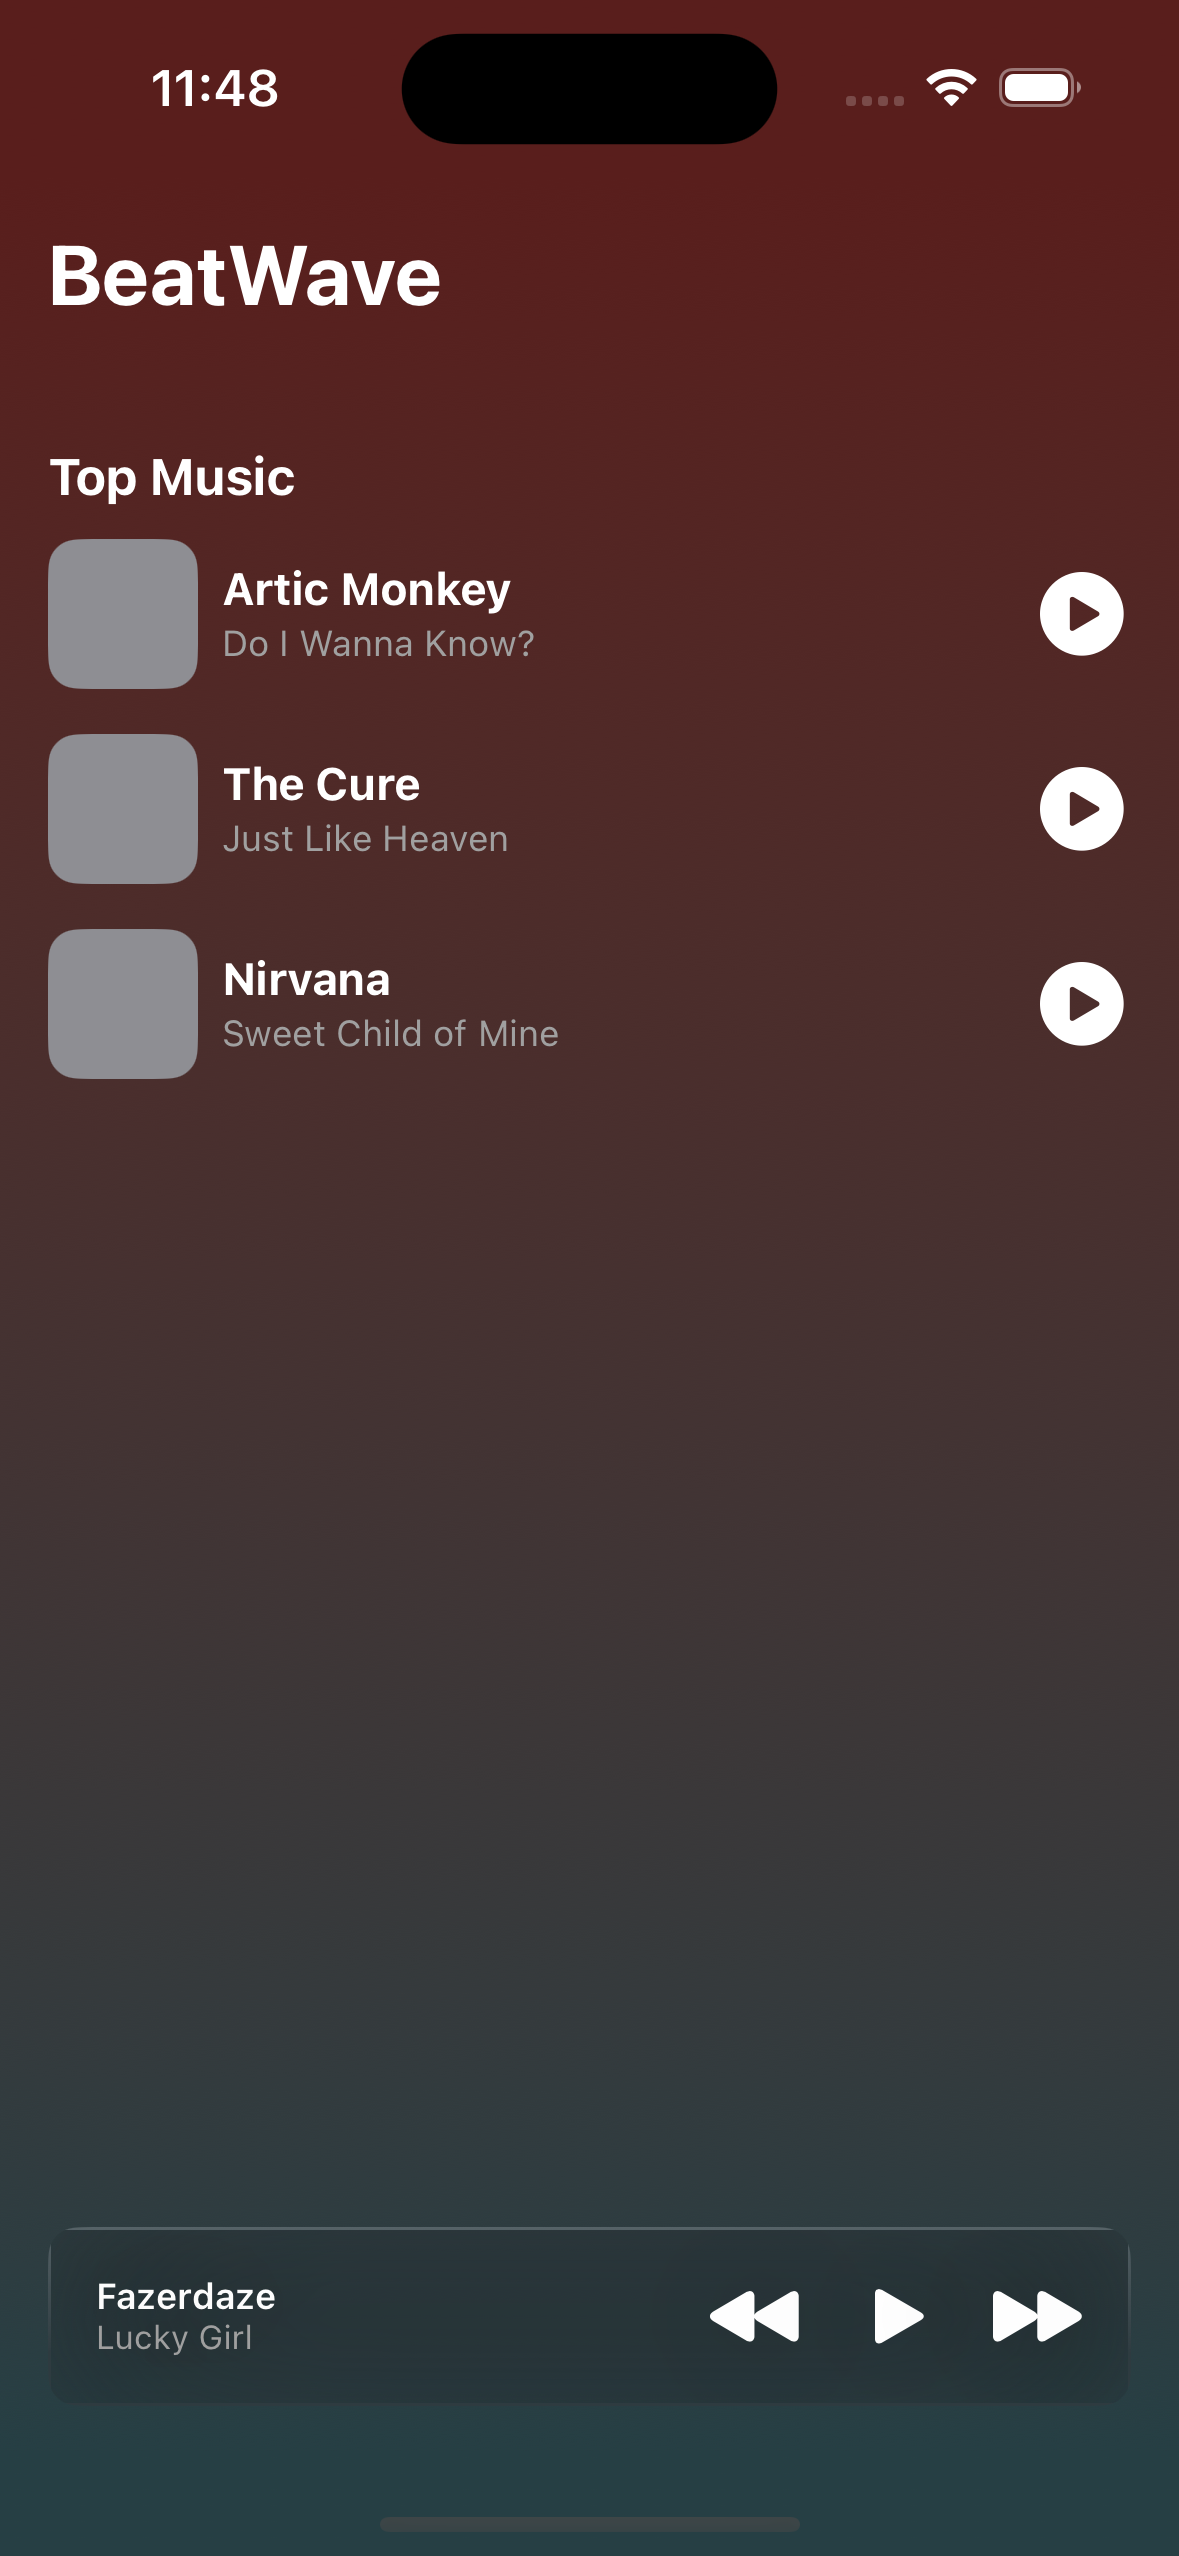 11:48
BeatWave
Top Music
Artic Monkey
Do I Wanna Know?
The Cure
Just Like Heaven
Nirvana
Sweet Child of Mine
Fazerdaze
Lucky Girl